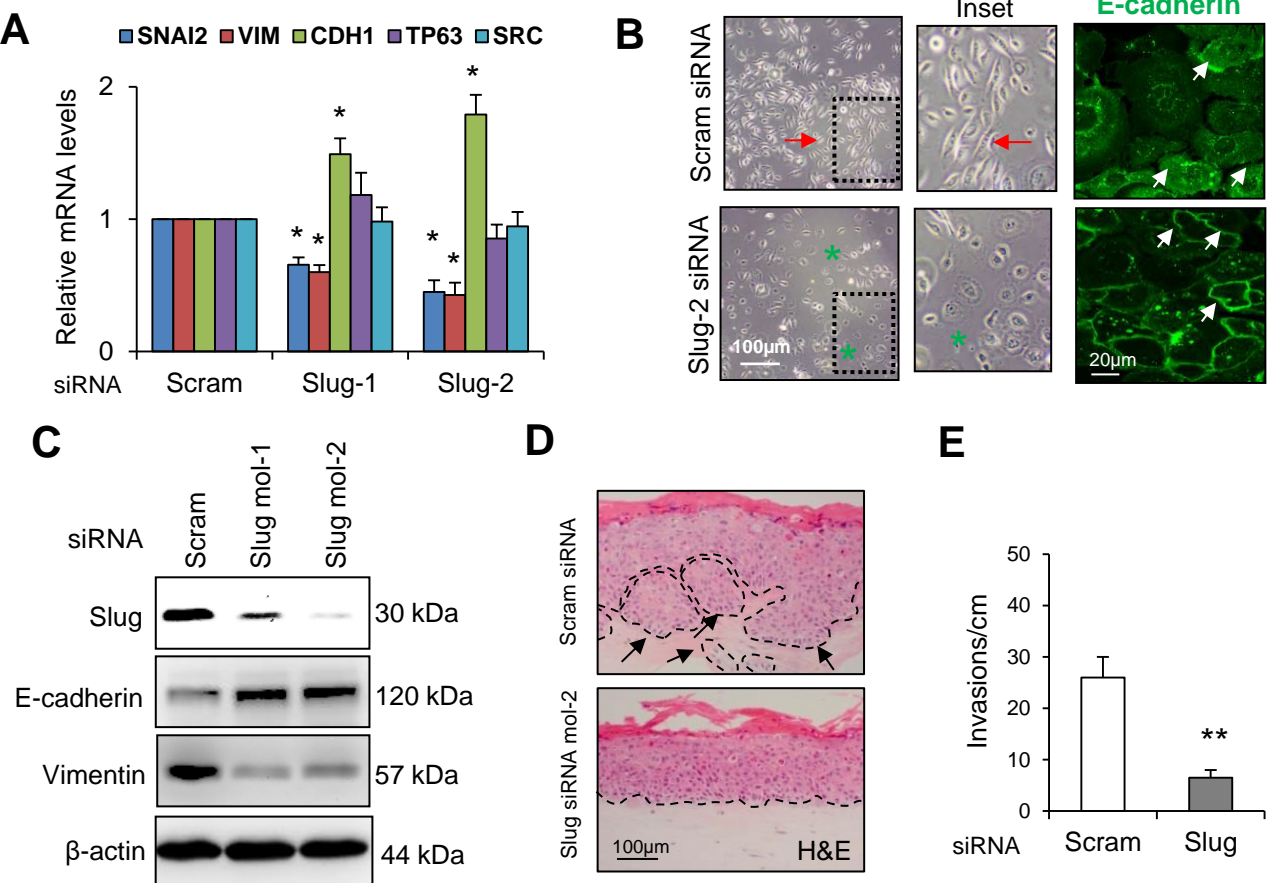 A
SNAI2 VIM CDH1 TP63 SRC
Relative mRNA levels
2
*
*
1
*
*
*
*
0
siRNA Scram Slug-1 Slug-2
B
Inset
E-cadherin
Scram siRNA
Slug-2 siRNA
*
*
*
100µm
20µm
C
siRNA
Scram
Slug mol-1
Slug mol-2
Slug 30 kDa
E-cadherin 120 kDa
Vimentin 57 kDa
β-actin 44 kDa
D
Scram siRNA
Slug siRNA mol-2
100µm
H&E
E
Invasions/cm
50
40
30
20
10
0
**
siRNA Scram Slug